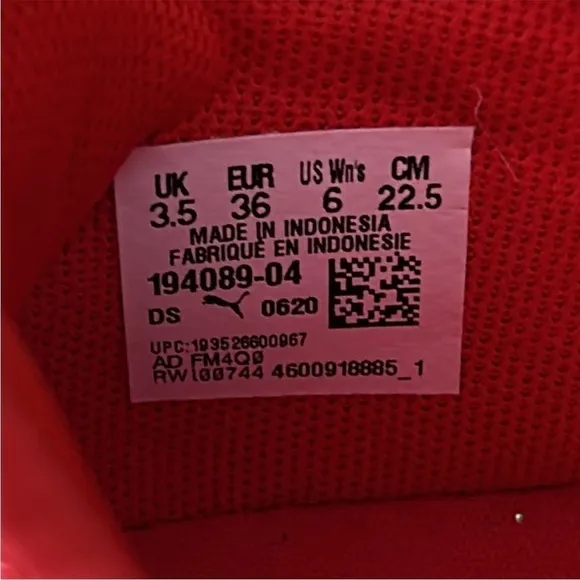 UK EUR US Wn's CM
3.5 36 6 22.5
MADE IN INDONESIA
FABRIQUE EN INDONESIE
194089-04
DS 0620
UPC:193526600967
AD FM4Q0
RW 00744 4600918885_1